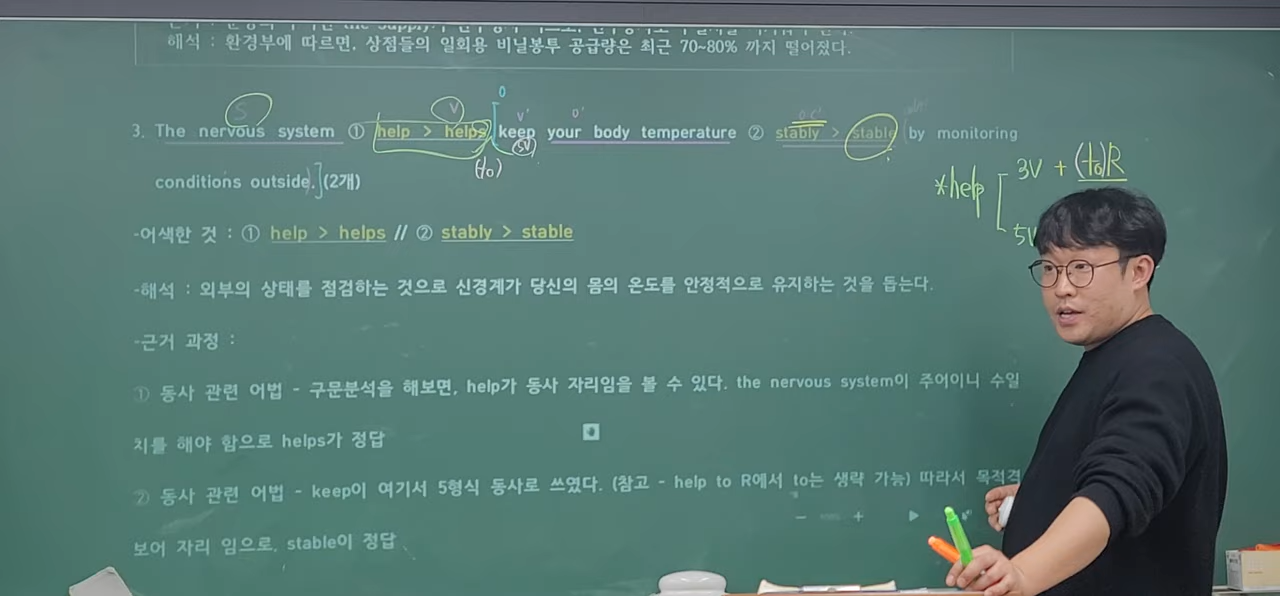 해석 : 환경부에 따르면, 상점들의 일회용 비닐봉투 공급량은 최근 70~80% 까지 떨어졌다.
S V O V' O' O.C'
3. The nervous system ① help > helps keep your body temperature ② stably > stable by monitoring
(to) 5V
conditions outside. (2개)
*help 3V + (to)R
5V
-어색한 것 : ① help > helps // ② stably > stable
-해석 : 외부의 상태를 점검하는 것으로 신경계가 당신의 몸의 온도를 안정적으로 유지하는 것을 돕는다.
-근거 과정 :
① 동사 관련 어법 - 구문분석을 해보면, help가 동사 자리임을 볼 수 있다. the nervous system이 주어이니 수일
치를 해야 함으로 helps가 정답
② 동사 관련 어법 - keep이 여기서 5형식 동사로 쓰였다. (참고 - help to R에서 to는 생략 가능) 따라서 목적격
보어 자리 임으로, stable이 정답